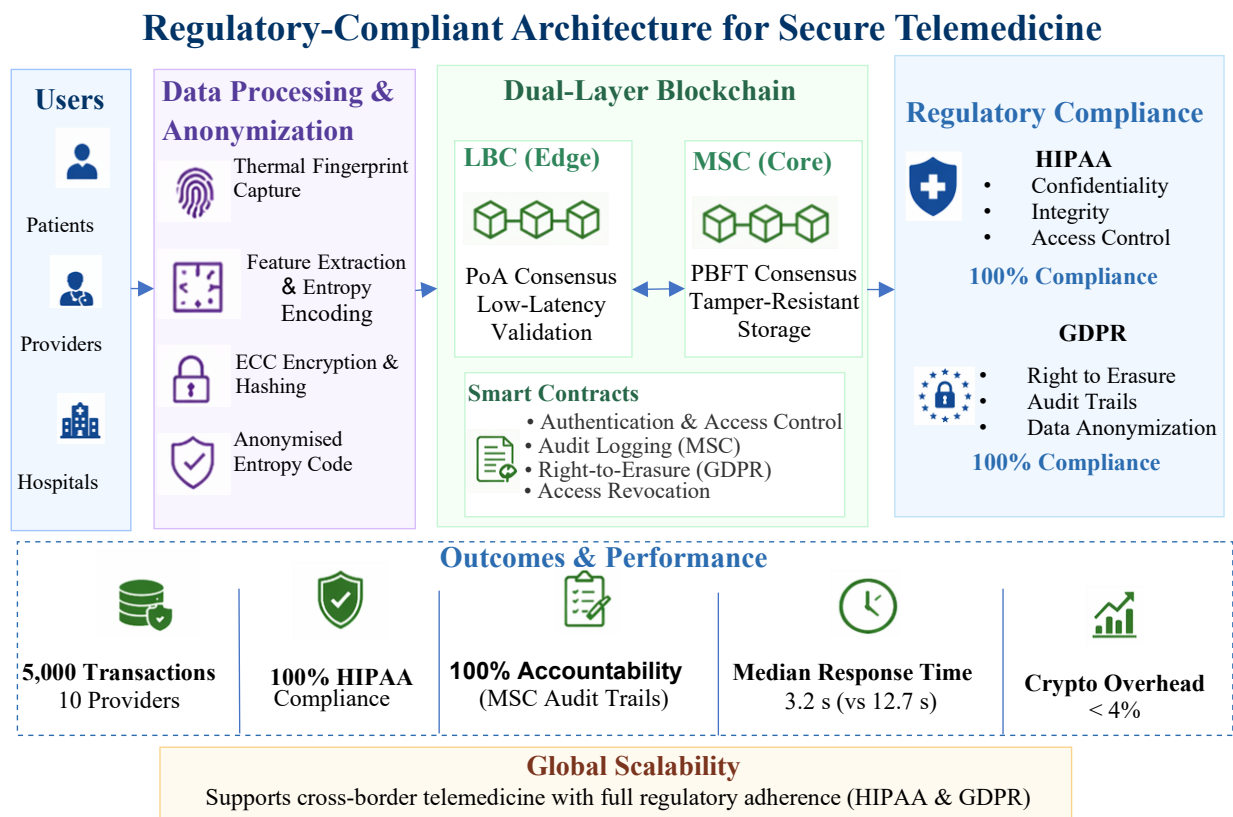 Regulatory-Compliant Architecture for Secure Telemedicine
Users
Patients
Providers
Hospitals
Data Processing &
Anonymization
Thermal Fingerprint
Capture
Feature Extraction
& Entropy
Encoding
ECC Encryption &
Hashing
Anonymised
Entropy Code
Dual-Layer Blockchain
LBC (Edge)
PoA Consensus
Low-Latency
Validation
MSC (Core)
PBFT Consensus
Tamper-Resistant
Storage
Smart Contracts
• Authentication & Access Control
• Audit Logging (MSC)
• Right-to-Erasure (GDPR)
• Access Revocation
Regulatory Compliance
HIPAA
• Confidentiality
• Integrity
• Access Control
100% Compliance
GDPR
• Right to Erasure
• Audit Trails
• Data Anonymization
100% Compliance
Outcomes & Performance
5,000 Transactions
10 Providers
100% HIPAA
Compliance
100% Accountability
(MSC Audit Trails)
Median Response Time
3.2 s (vs 12.7 s)
Crypto Overhead
< 4%
Global Scalability
Supports cross-border telemedicine with full regulatory adherence (HIPAA & GDPR)